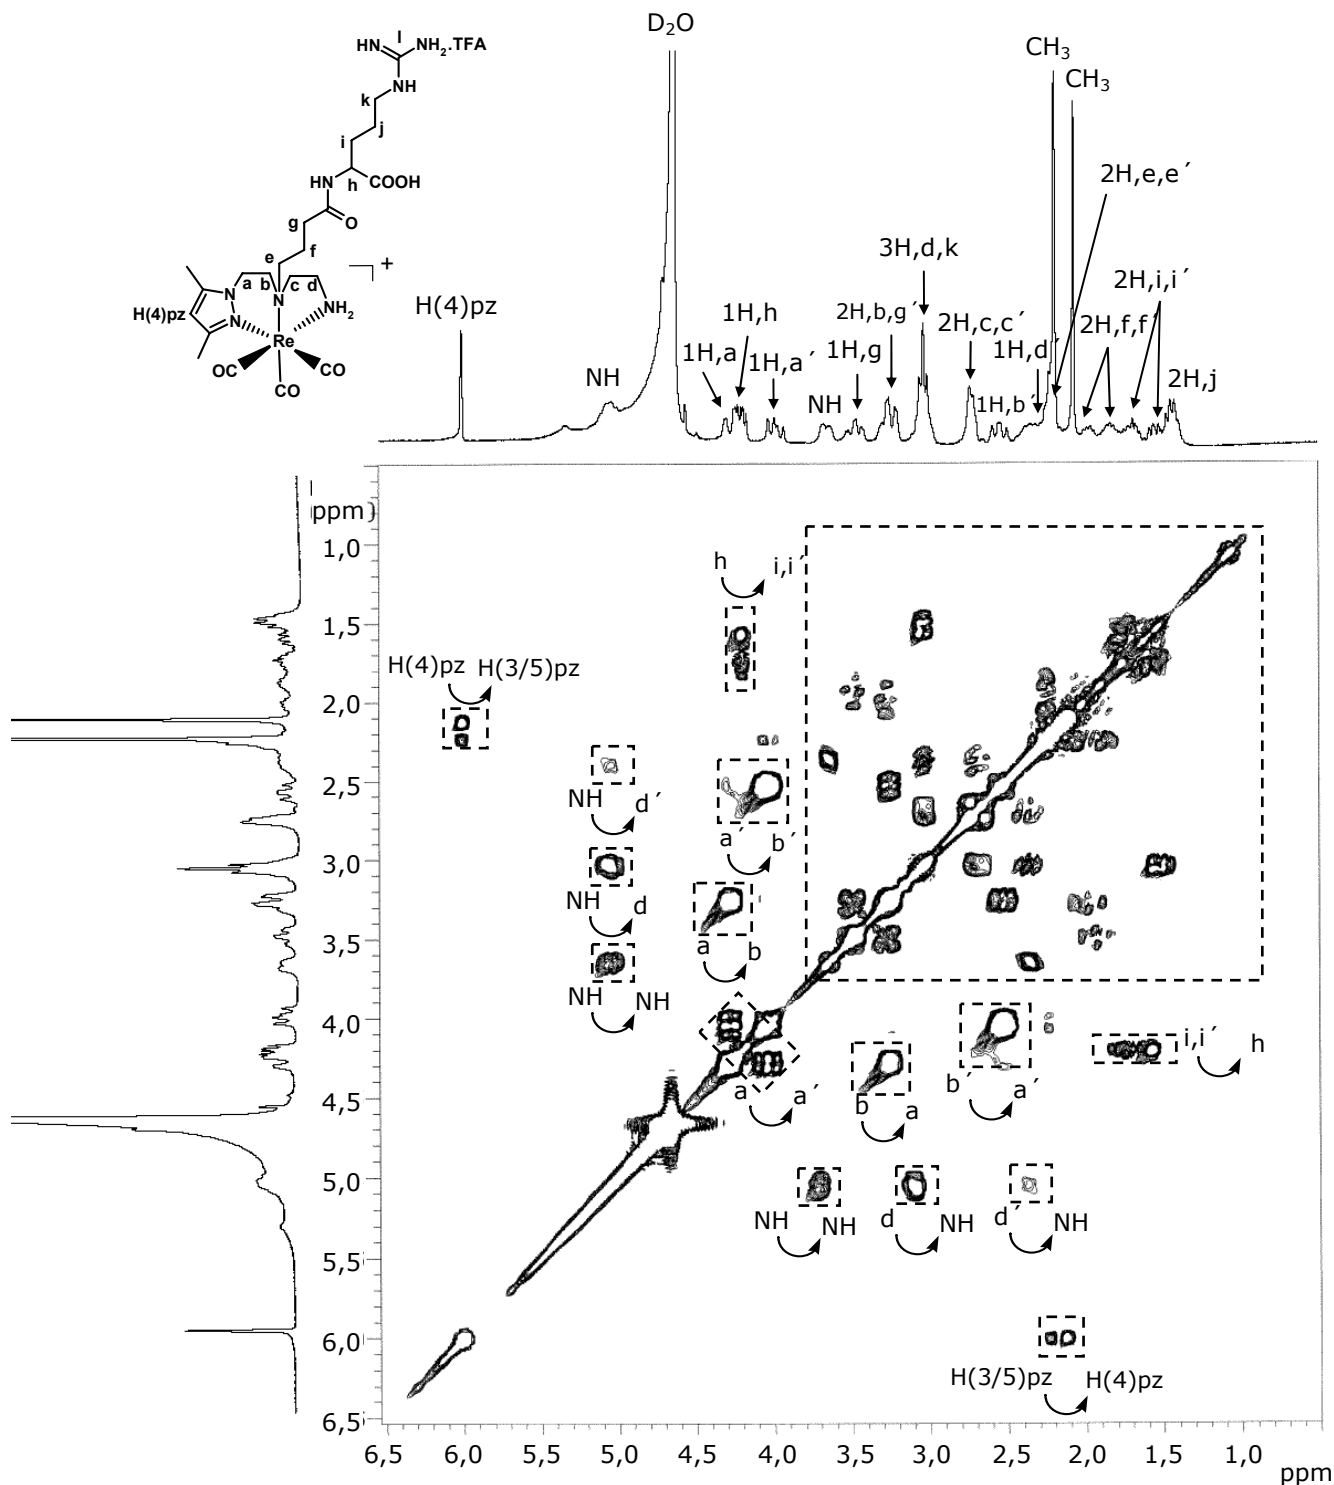 D₂O
CH₃
CH₃
HN
l
NH₂.TFA
NH
k
j
i
HN
h
COOH
g
O
f
e
+
a
b
c
d
H(4)pz
N
N
N
NH₂
Re
OC
CO
CO
H(4)pz
NH
1H,a
1H,h
1H,a´
NH
1H,g
2H,b,g´
3H,d,k
2H,c,c´
1H,b´
1H,d´
2H,e,e´
2H,f,f´
2H,i,i´
2H,j
ppm)
1,0
1,5
2,0
2,5
3,0
3,5
4,0
4,5
5,0
5,5
6,0
6,5
h
i,i´
H(4)pz
H(3/5)pz
NH
d´
a´
b´
NH
d
a
b
NH
NH
a
a´
b
a
b´
a´
i,i´
h
NH
NH
d
NH
d´
NH
H(3/5)pz
H(4)pz
6,5
6,0
5,0
4,5
4,0
3,5
3,0
2,5
2,0
1,5
1,0
ppm